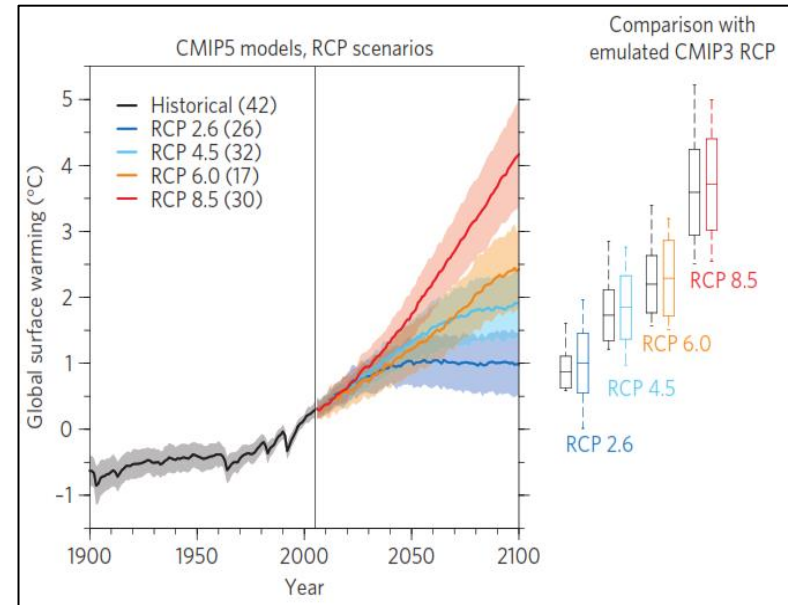 CMIP5 models, RCP scenarios
Comparison with
emulated CMIP3 RCP
Historical (42)
RCP 2.6 (26)
RCP 4.5 (32)
RCP 6.0 (17)
RCP 8.5 (30)
Global surface warming (°C)
5
4
3
2
1
0
–1
1900
1950
2000
2050
2100
Year
RCP 8.5
RCP 6.0
RCP 4.5
RCP 2.6